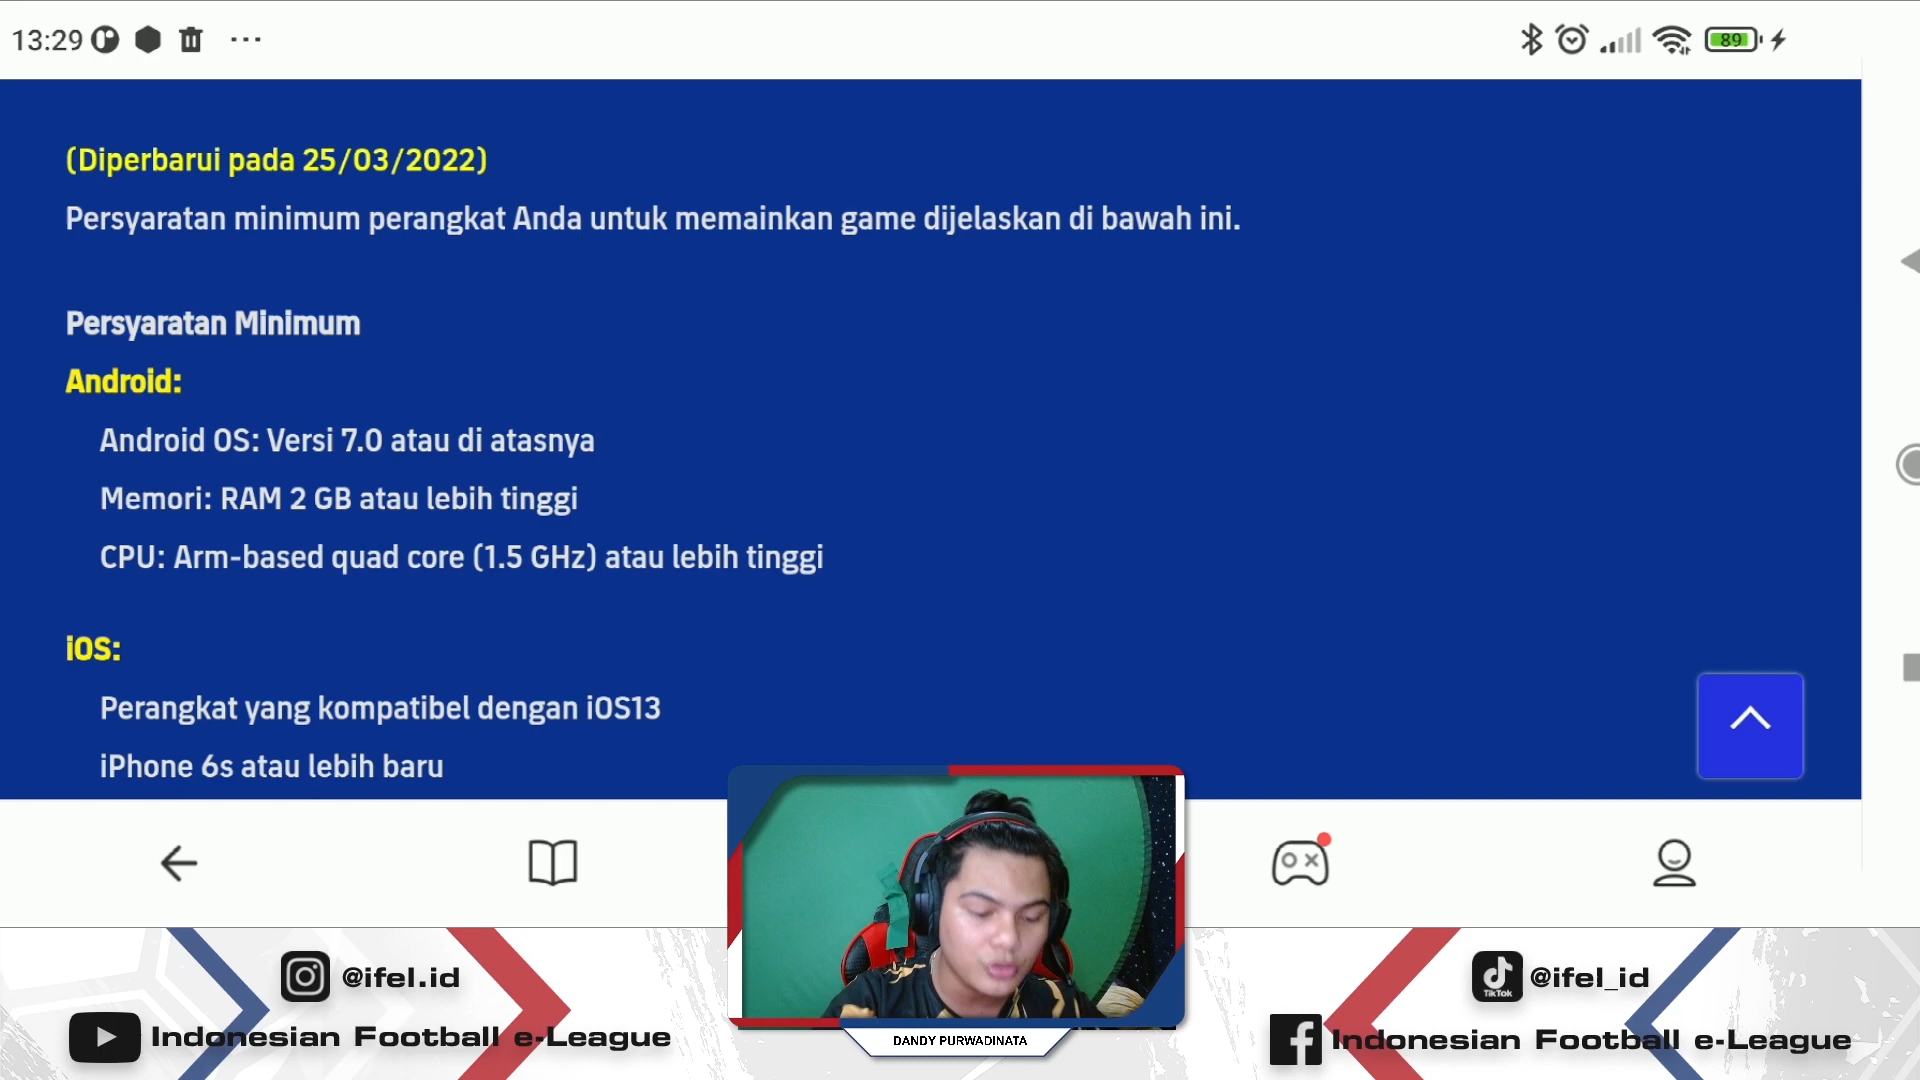 13:29
89
(Diperbarui pada 25/03/2022)
Persyaratan minimum perangkat Anda untuk memainkan game dijelaskan di bawah ini.
Persyaratan Minimum
Android:
Android OS: Versi 7.0 atau di atasnya
Memori: RAM 2 GB atau lebih tinggi
CPU: Arm-based quad core (1.5 GHz) atau lebih tinggi
iOS:
Perangkat yang kompatibel dengan iOS13
iPhone 6s atau lebih baru
@ifel.id
Indonesian Football e-League
DANDY PURWADINATA
TikTok
@ifel_id
Indonesian Football e-League